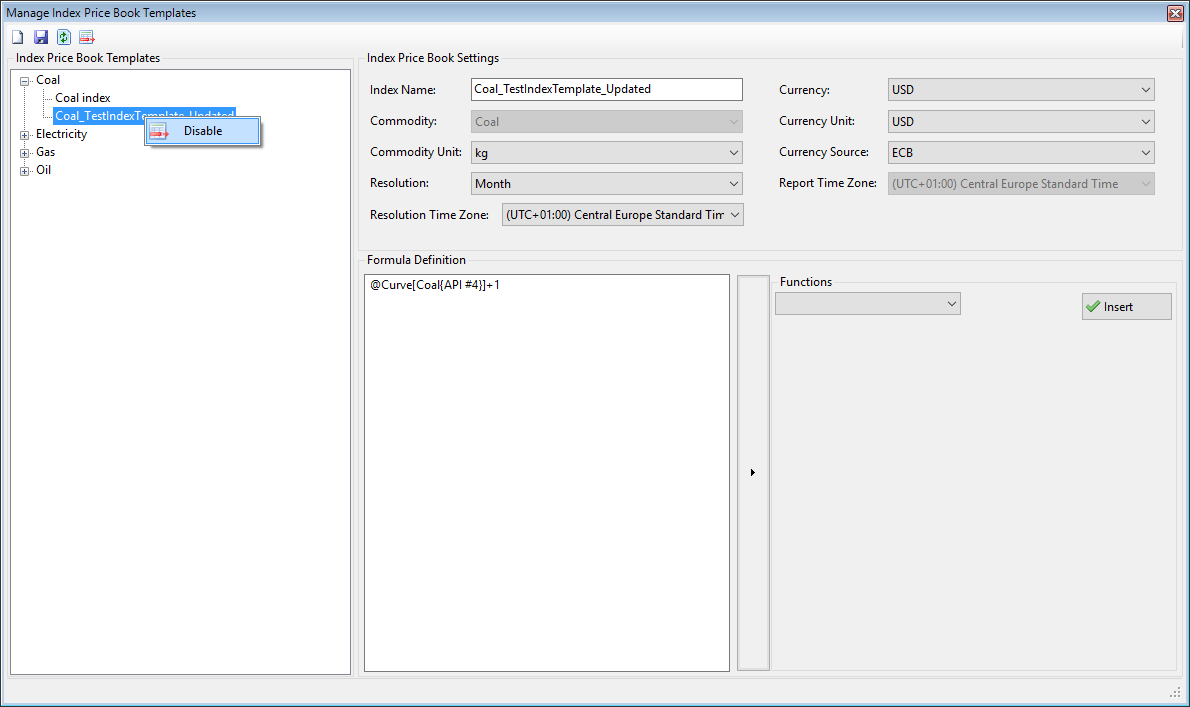 Manage Index Price Book Templates
Index Price Book Templates
Coal
Coal index
Coal_TestIndexTemplate_Updated
Disable
Electricity
Gas
Oil
Index Price Book Settings
Index Name: Coal_TestIndexTemplate_Updated
Commodity: Coal
Commodity Unit: kg
Resolution: Month
Resolution Time Zone: (UTC+01:00) Central Europe Standard Tim
Currency: USD
Currency Unit: USD
Currency Source: ECB
Report Time Zone: (UTC+01:00) Central Europe Standard Time
Formula Definition
@Curve[Coal{API #4}]+1
Functions
Insert